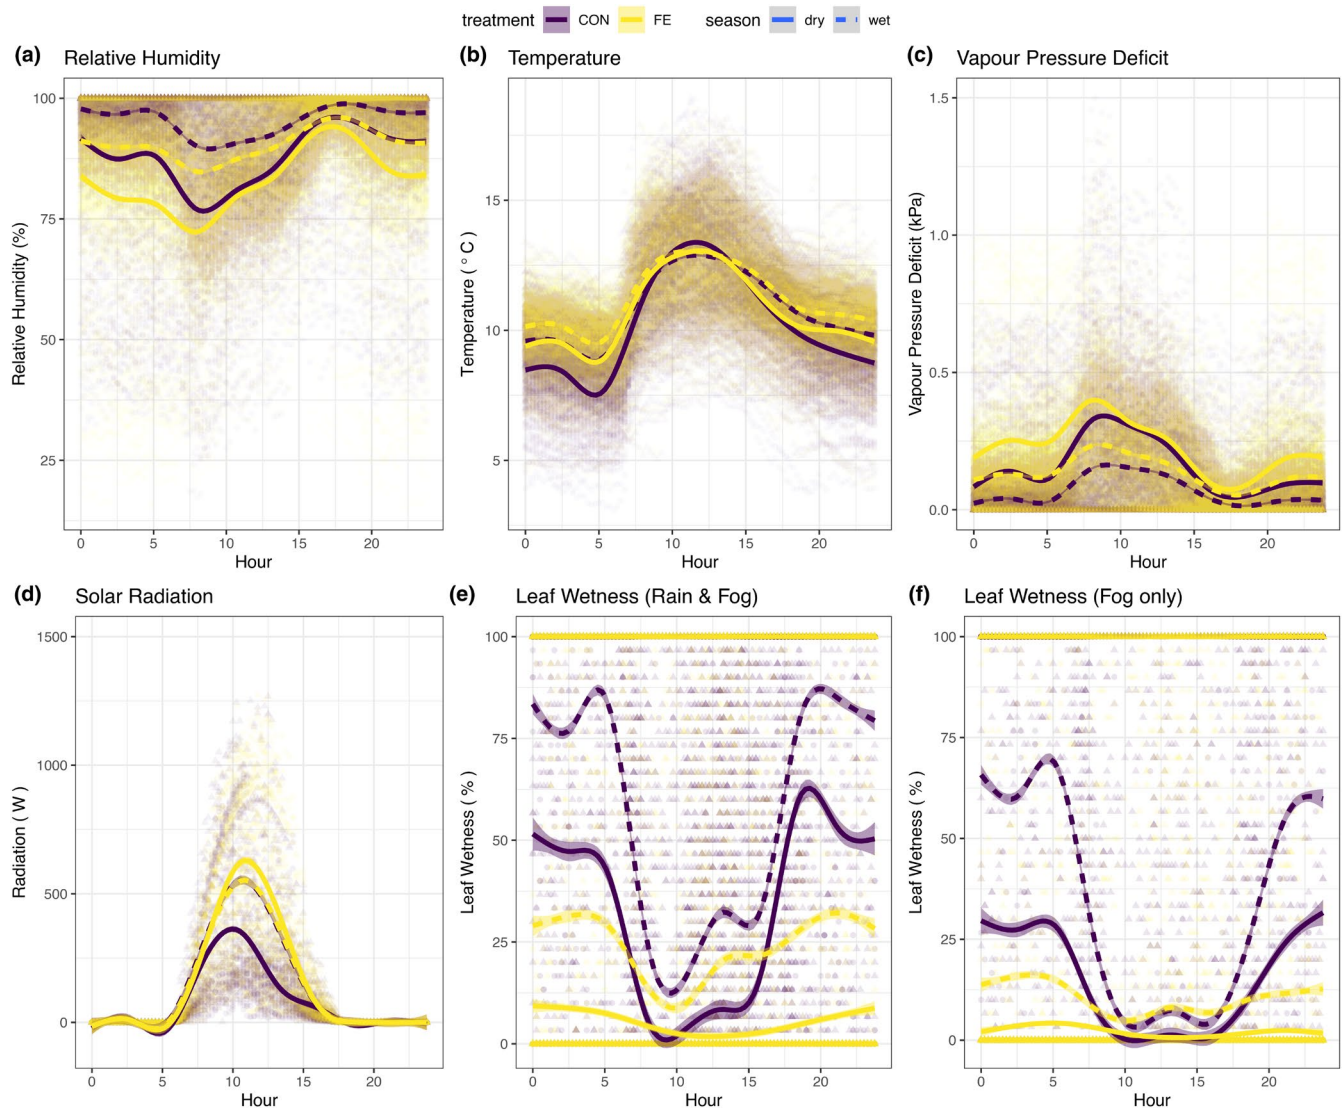 treatment CON FE season dry wet
(a) Relative Humidity
100
75
50
25
Relative Humidity (%)
0 5 10 15 20
Hour
(b) Temperature
15
10
5
Temperature ( ° C )
0 5 10 15 20
Hour
(c) Vapour Pressure Deficit
1.5
1.0
0.5
0.0
Vapour Pressure Deficit (kPa)
0 5 10 15 20
Hour
(d) Solar Radiation
1500
1000
500
0
Radiation ( W )
0 5 10 15 20
Hour
(e) Leaf Wetness (Rain & Fog)
100
75
50
25
0
LeafWetness ( % )
0 5 10 15 20
Hour
(f) Leaf Wetness (Fog only)
100
75
50
25
0
Leaf Wetness ( % )
0 5 10 15 20
Hour